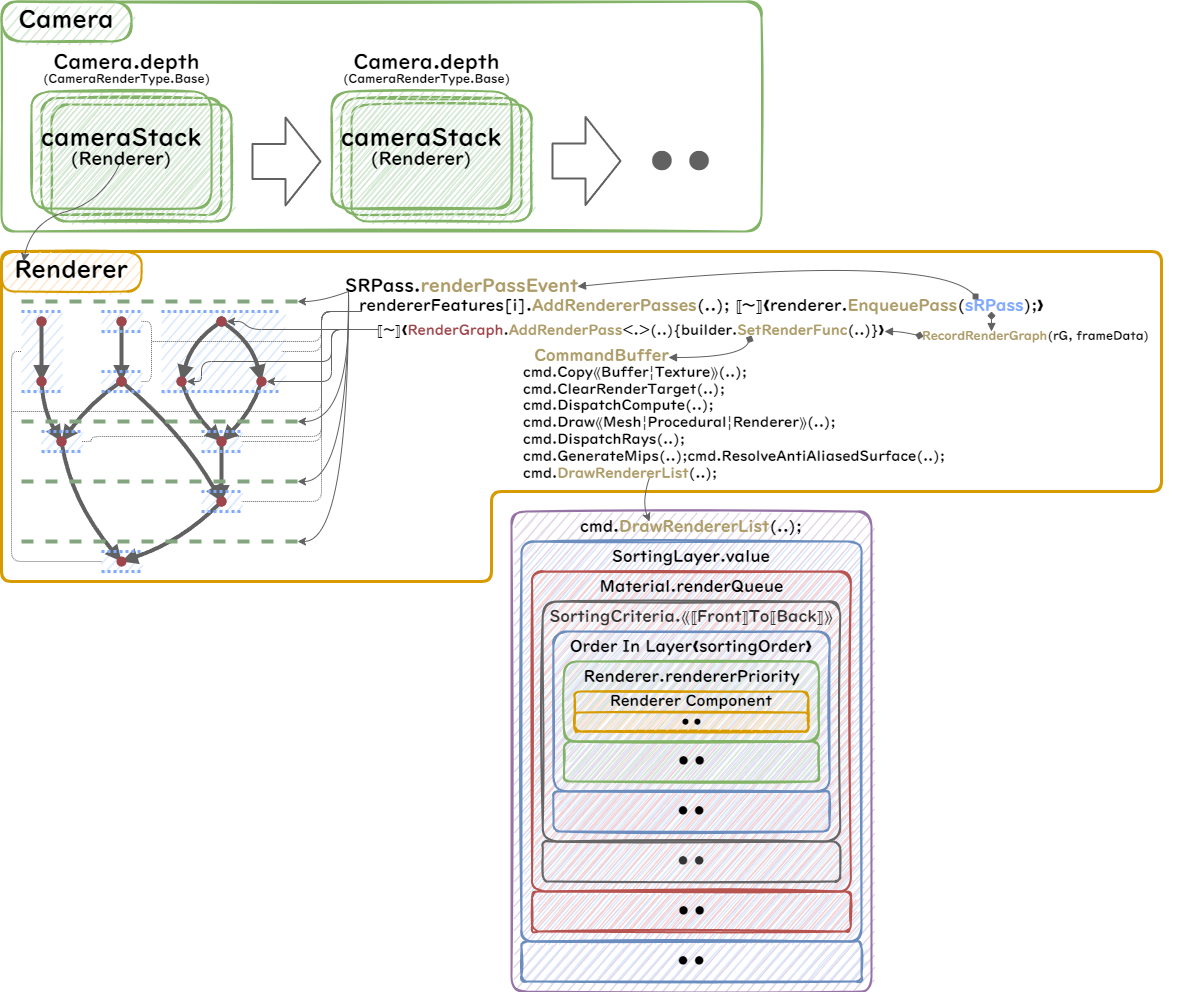 Camera
Camera.depth
(CameraRenderType.Base)
cameraStack
(Renderer)
Camera.depth
(CameraRenderType.Base)
cameraStack
(Renderer)
Renderer
SRPass.renderPassEvent
rendererFeatures[i].AddRendererPasses(..); ⟦~⟧⟪renderer.EnqueuePass(sRPass);⟫
⟦~⟧⟪RenderGraph.AddRenderPass<.>(..){builder.SetRenderFunc(..)}⟫
RecordRenderGraph(rG, frameData)
CommandBuffer
cmd.Copy⟪Buffer¦Texture⟫(..);
cmd.ClearRenderTarget(..);
cmd.DispatchCompute(..);
cmd.Draw⟪Mesh¦Procedural¦Renderer⟫(..);
cmd.DispatchRays(..);
cmd.GenerateMips(..);cmd.ResolveAntiAliasedSurface(..);
cmd.DrawRendererList(..);
cmd.DrawRendererList(..);
SortingLayer.value
Material.renderQueue
SortingCriteria.⟪⟦Front⟧To⟦Back⟧⟫
Order In Layer⟪sortingOrder⟫
Renderer.rendererPriority
Renderer Component